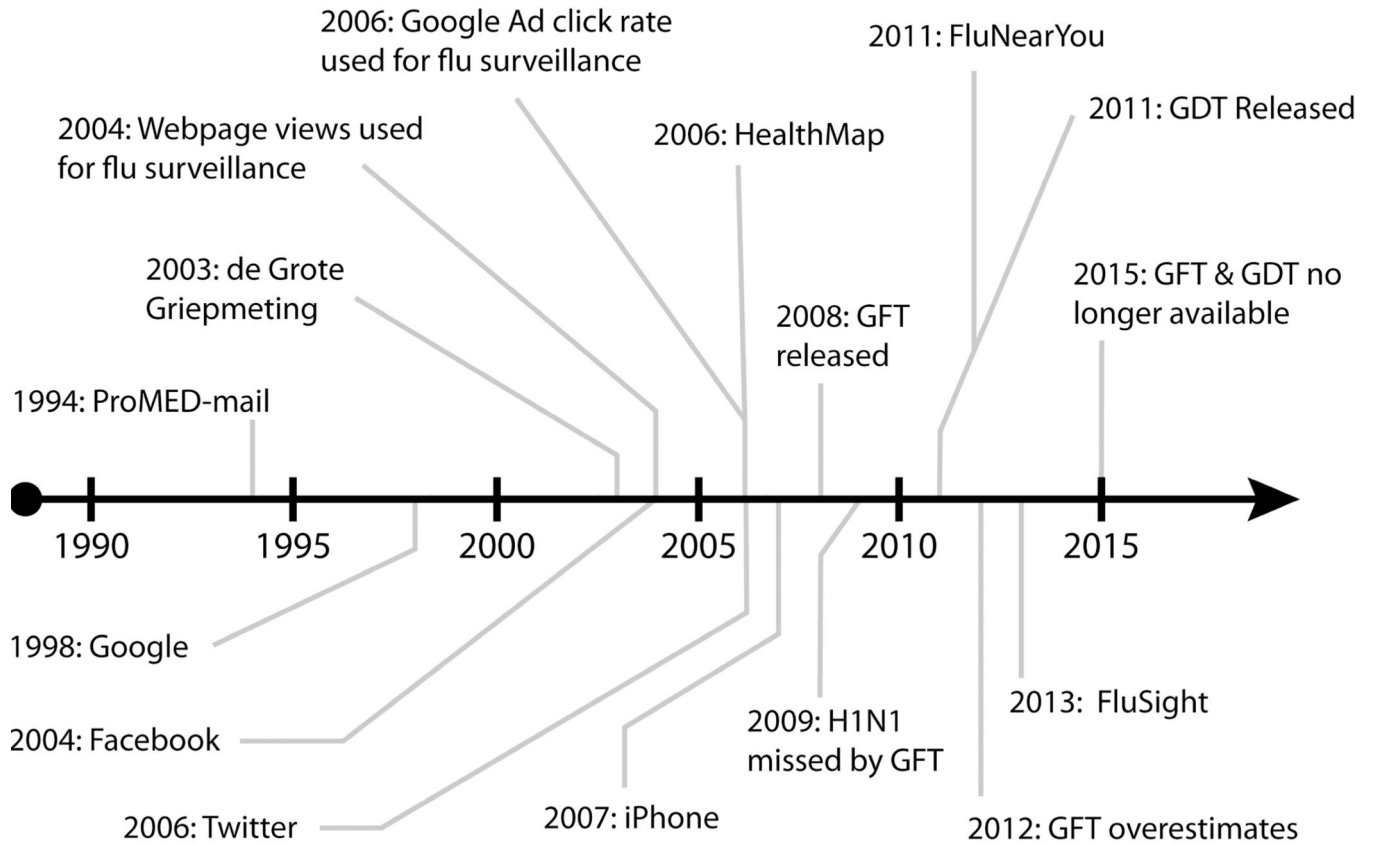 2006: Google Ad click rate
used for flu surveillance
2011: FluNearYou
2011: GDT Released
2004: Webpage views used
for flu surveillance
2006: HealthMap
2003: de Grote
Griepmeting
2015: GFT & GDT no
longer available
2008: GFT
released
1994: ProMED-mail
1990
1995
2000
2005
2010
2015
1998: Google
2004: Facebook
2009: H1N1
missed by GFT
2013: FluSight
2006: Twitter
2007: iPhone
2012: GFT overestimates